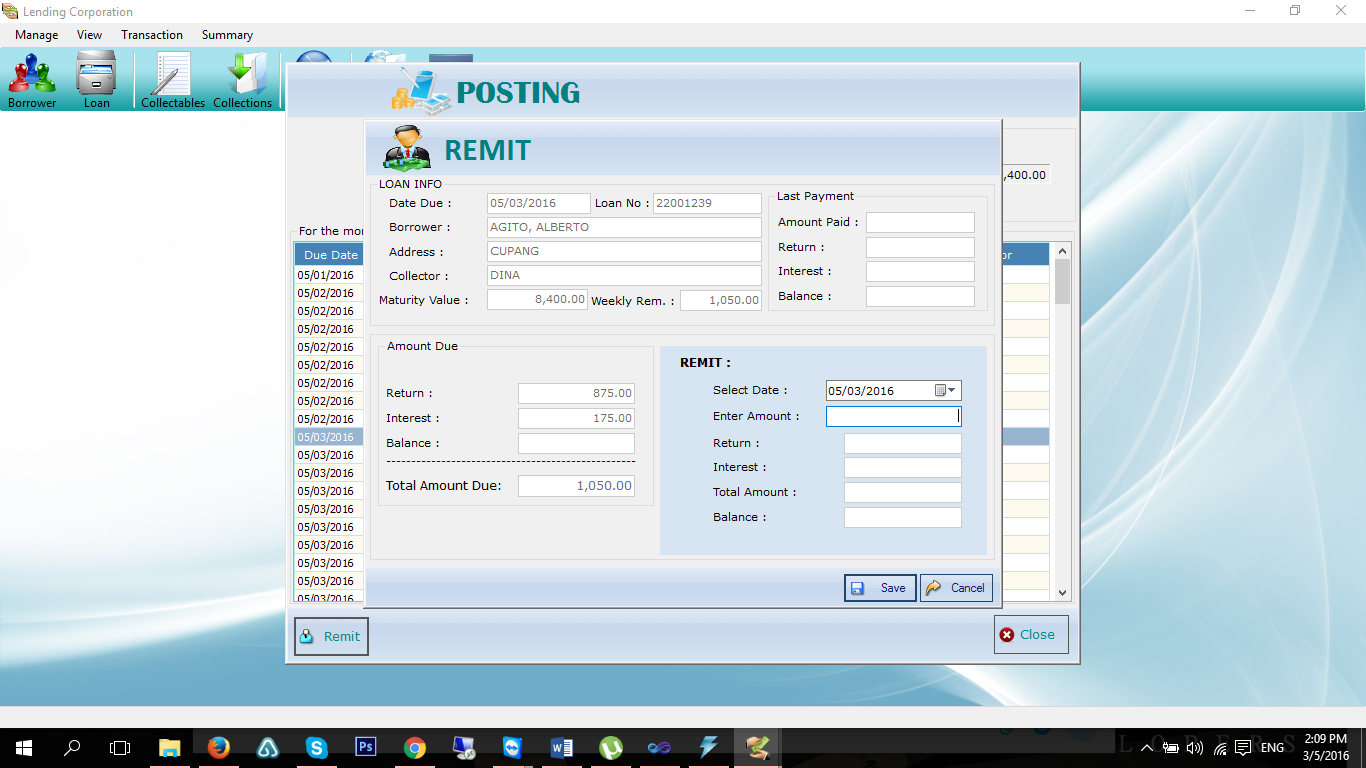 Lending Corporation
Manage View Transaction Summary
Borrower Loan Collectables Collections
POSTING
REMIT
LOAN INFO
Date Due : 05/03/2016 Loan No : 22001239
Borrower : AGITO, ALBERTO
Address : CUPANG
Collector : DINA
Maturity Value : 8,400.00 Weekly Rem. : 1,050.00
Last Payment
Amount Paid :
Return :
Interest :
Balance :
,400.00
For the mor
Due Date
or
05/01/2016
05/02/2016
05/02/2016
05/02/2016
05/02/2016
05/02/2016
05/02/2016
05/02/2016
05/02/2016
05/03/2016
05/03/2016
05/03/2016
05/03/2016
05/03/2016
05/03/2016
05/03/2016
05/03/2016
05/03/2016
05/03/2016
Amount Due
Return : 875.00
Interest : 175.00
Balance :
Total Amount Due: 1,050.00
REMIT :
Select Date : 05/03/2016
Enter Amount :
Return :
Interest :
Total Amount :
Balance :
Save Cancel
Remit Close
ENG
2:09 PM
3/5/2016